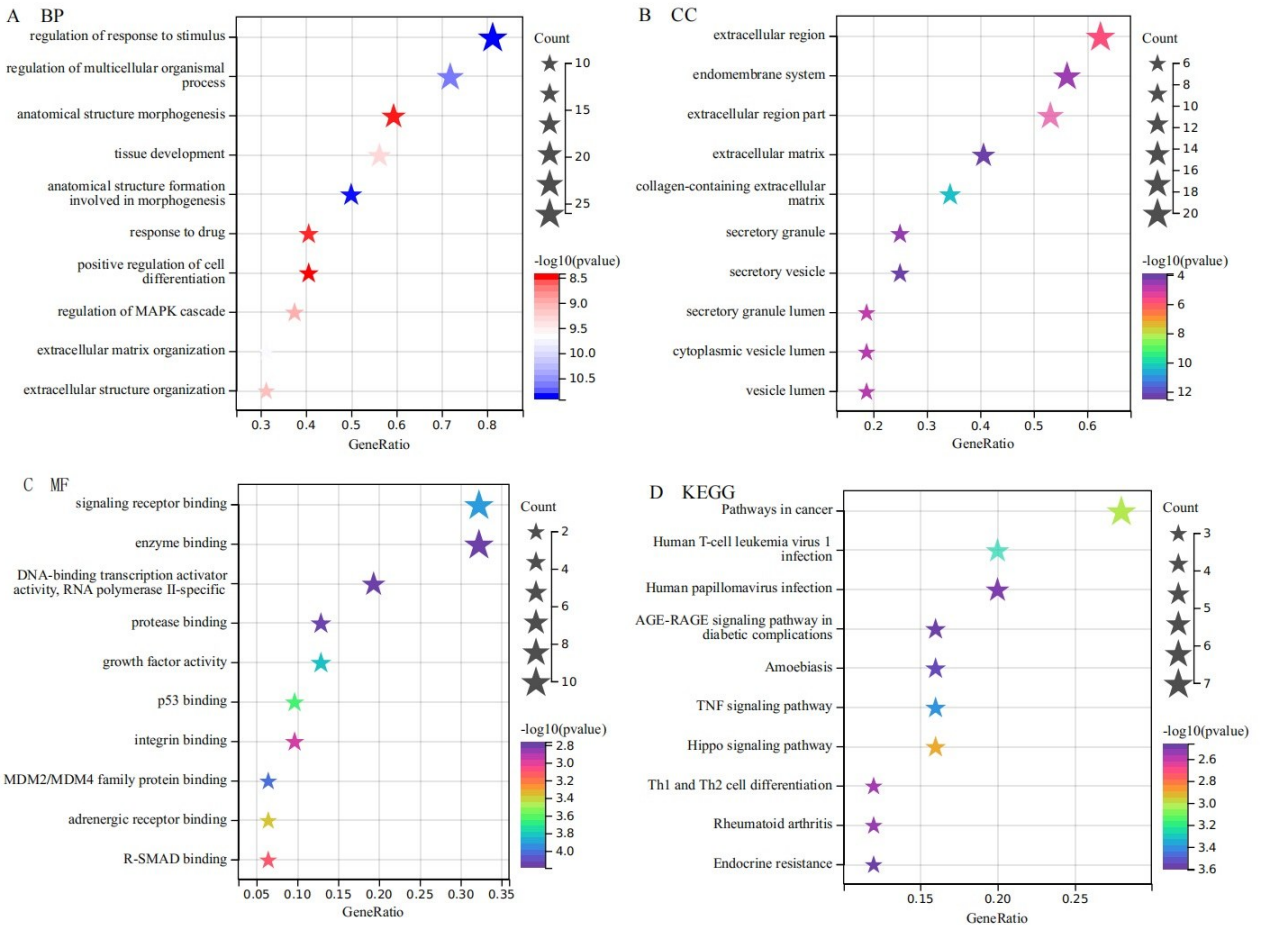 A BP
regulation of response to stimulus
regulation of multicellular organismal
process
anatomical structure morphogenesis
tissue development
anatomical structure formation
involved in morphogenesis
response to drug
positive regulation of cell
differentiation
regulation of MAPK cascade
extracellular matrix organization
extracellular structure organization
0.3 0.4 0.5 0.6 0.7 0.8
GeneRatio
Count
10
15
20
25
-log10(pvalue)
8.5
9.0
9.5
10.0
10.5
B CC
extracellular region
endomembrane system
extracellular region part
extracellular matrix
collagen-containing extracellular
matrix
secretory granule
secretory vesicle
secretory granule lumen
cytoplasmic vesicle lumen
vesicle lumen
0.2 0.3 0.4 0.5 0.6
GeneRatio
Count
6
8
10
12
14
16
18
20
-log10(pvalue)
4
6
8
10
12
C MF
signaling receptor binding
enzyme binding
DNA-binding transcription activator
activity, RNA polymerase II-specific
protease binding
growth factor activity
p53 binding
integrin binding
MDM2/MDM4 family protein binding
adrenergic receptor binding
R-SMAD binding
0.05 0.10 0.15 0.20 0.25 0.30 0.35
GeneRatio
Count
2
4
6
8
10
-log10(pvalue)
2.8
3.0
3.2
3.4
3.6
3.8
4.0
D KEGG
Pathways in cancer
Human T-cell leukemia virus 1
infection
Human papillomavirus infection
AGE-RAGE signaling pathway in
diabetic complications
Amoebiasis
TNF signaling pathway
Hippo signaling pathway
Th1 and Th2 cell differentiation
Rheumatoid arthritis
Endocrine resistance
0.15 0.20 0.25
GeneRatio
Count
3
4
5
6
7
-log10(pvalue)
2.6
2.8
3.0
3.2
3.4
3.6